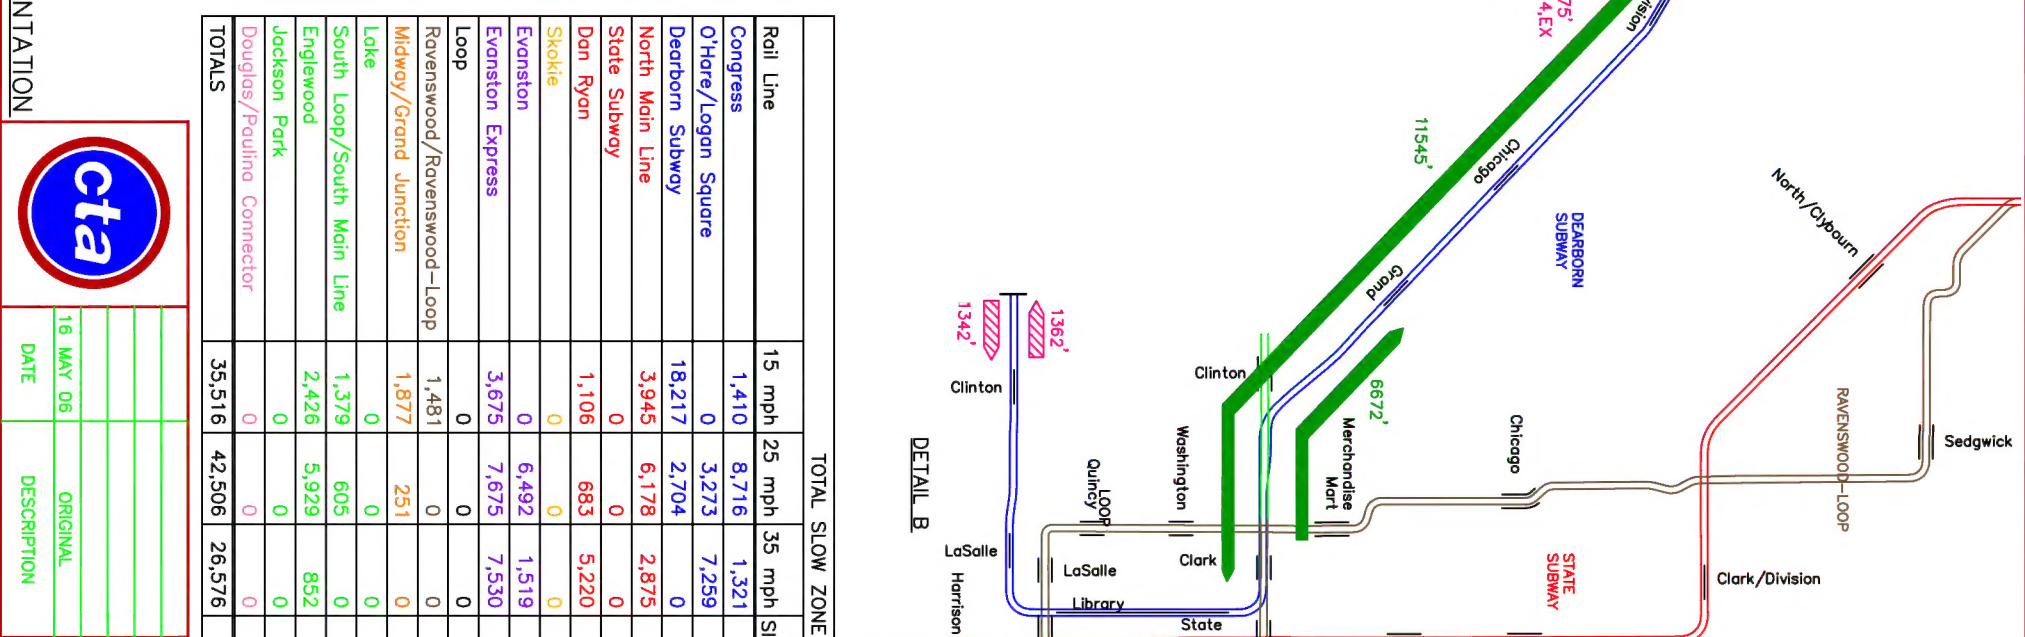 TOTAL SLOW ZONE
Rail Line 15 mph 25 mph 35 mph
Congress 1,410 8,716 1,321
O'Hare/Logan Square 0 3,273 7,259
Dearborn Subway 18,217 2,704 0
North Main Line 3,945 6,178 2,875
State Subway 0 0 0
Dan Ryan 1,106 683 5,220
Skokie 0 0 0
Evanston 0 6,492 1,519
Evanston Express 3,675 7,675 7,530
Loop 0 0 0
Ravenswood/Ravenswood-Loop 1,481 0 0
Midway/Grand Junction 1,877 251 0
Lake 0 0 0
South Loop/South Main Line 1,379 605 0
Englewood 2,426 5,929 852
Jackson Park 0 0 0
Douglas/Paulina Connector 0 0 0
TOTALS 35,516 42,506 26,576
NTATION
cta
16 MAY 06 ORIGINAL
DATE DESCRIPTION
75'
4,EX
vision
11545'
Chicago
Grand
DEARBORN
SUBWAY
North/Clybourn
1362'
1342'
Clinton
Clinton
6672'
Merchandise
Mart
Washington
Quincy
LOOP
Chicago
RAVENSWOOD-LOOP
Sedgwick
DETAIL B
LaSalle
LaSalle
Clark
Library
State
Harrison
STATE
SUBWAY
Clark/Division